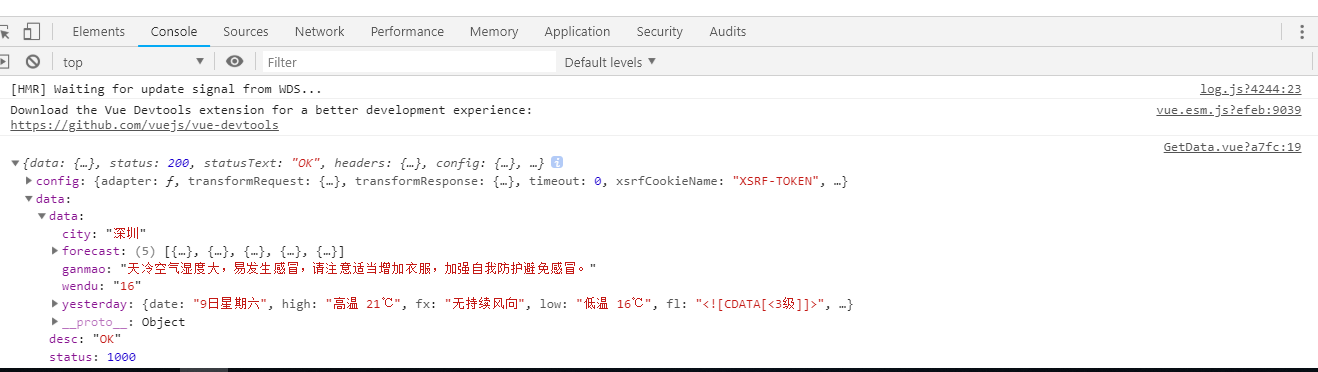 Elements Console Sources Network Performance Memory Application Security Audits
top Filter Default levels
[HMR] Waiting for update signal from WDS... log.js?4244:23
Download the Vue Devtools extension for a better development experience: vue.esm.js?efeb:9039
https://github.com/vuejs/vue-devtools
GetData.vue?a7fc:19
{data: {…}, status: 200, statusText: "OK", headers: {…}, config: {…}, …}
config: {adapter: ƒ, transformRequest: {…}, transformResponse: {…}, timeout: 0, xsrfCookieName: "XSRF-TOKEN", …}
data:
data:
city: "深圳"
forecast: (5) [{…}, {…}, {…}, {…}, {…}]
ganmao: "天冷空气湿度大，易发生感冒，请注意适当增加衣服，加强自我防护避免感冒。"
wendu: "16"
yesterday: {date: "9日星期六", high: "高温 21℃", fx: "无持续风向", low: "低温 16℃", fl: "<![CDATA[<3级]]>", …}
__proto__: Object
desc: "OK"
status: 1000